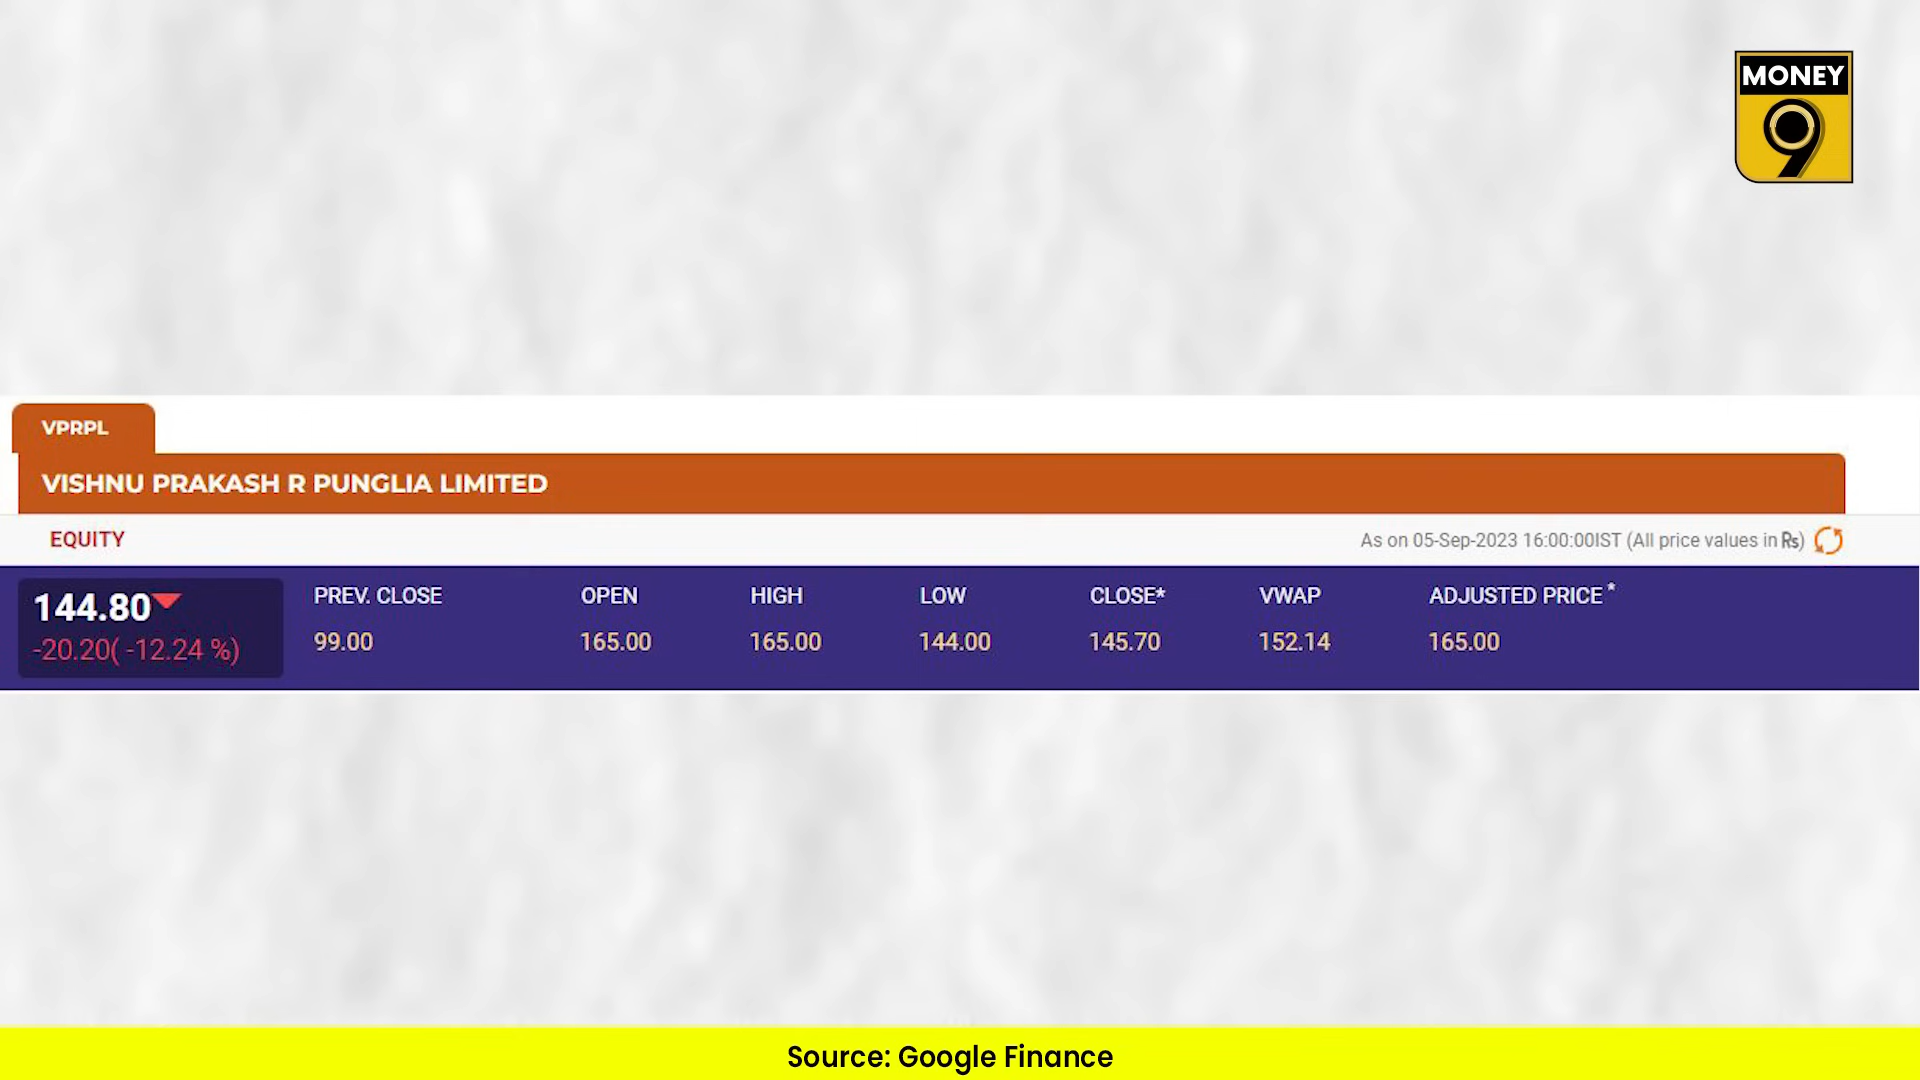 MONEY
9
VPRPL
VISHNU PRAKASH R PUNGLIA LIMITED
EQUITY
As on 05-Sep-2023 16:00:00IST (All price values in Rs)
144.80
-20.20( -12.24 %)
PREV. CLOSE OPEN HIGH LOW CLOSE* VWAP ADJUSTED PRICE *
99.00 165.00 165.00 144.00 145.70 152.14 165.00
Source: Google Finance